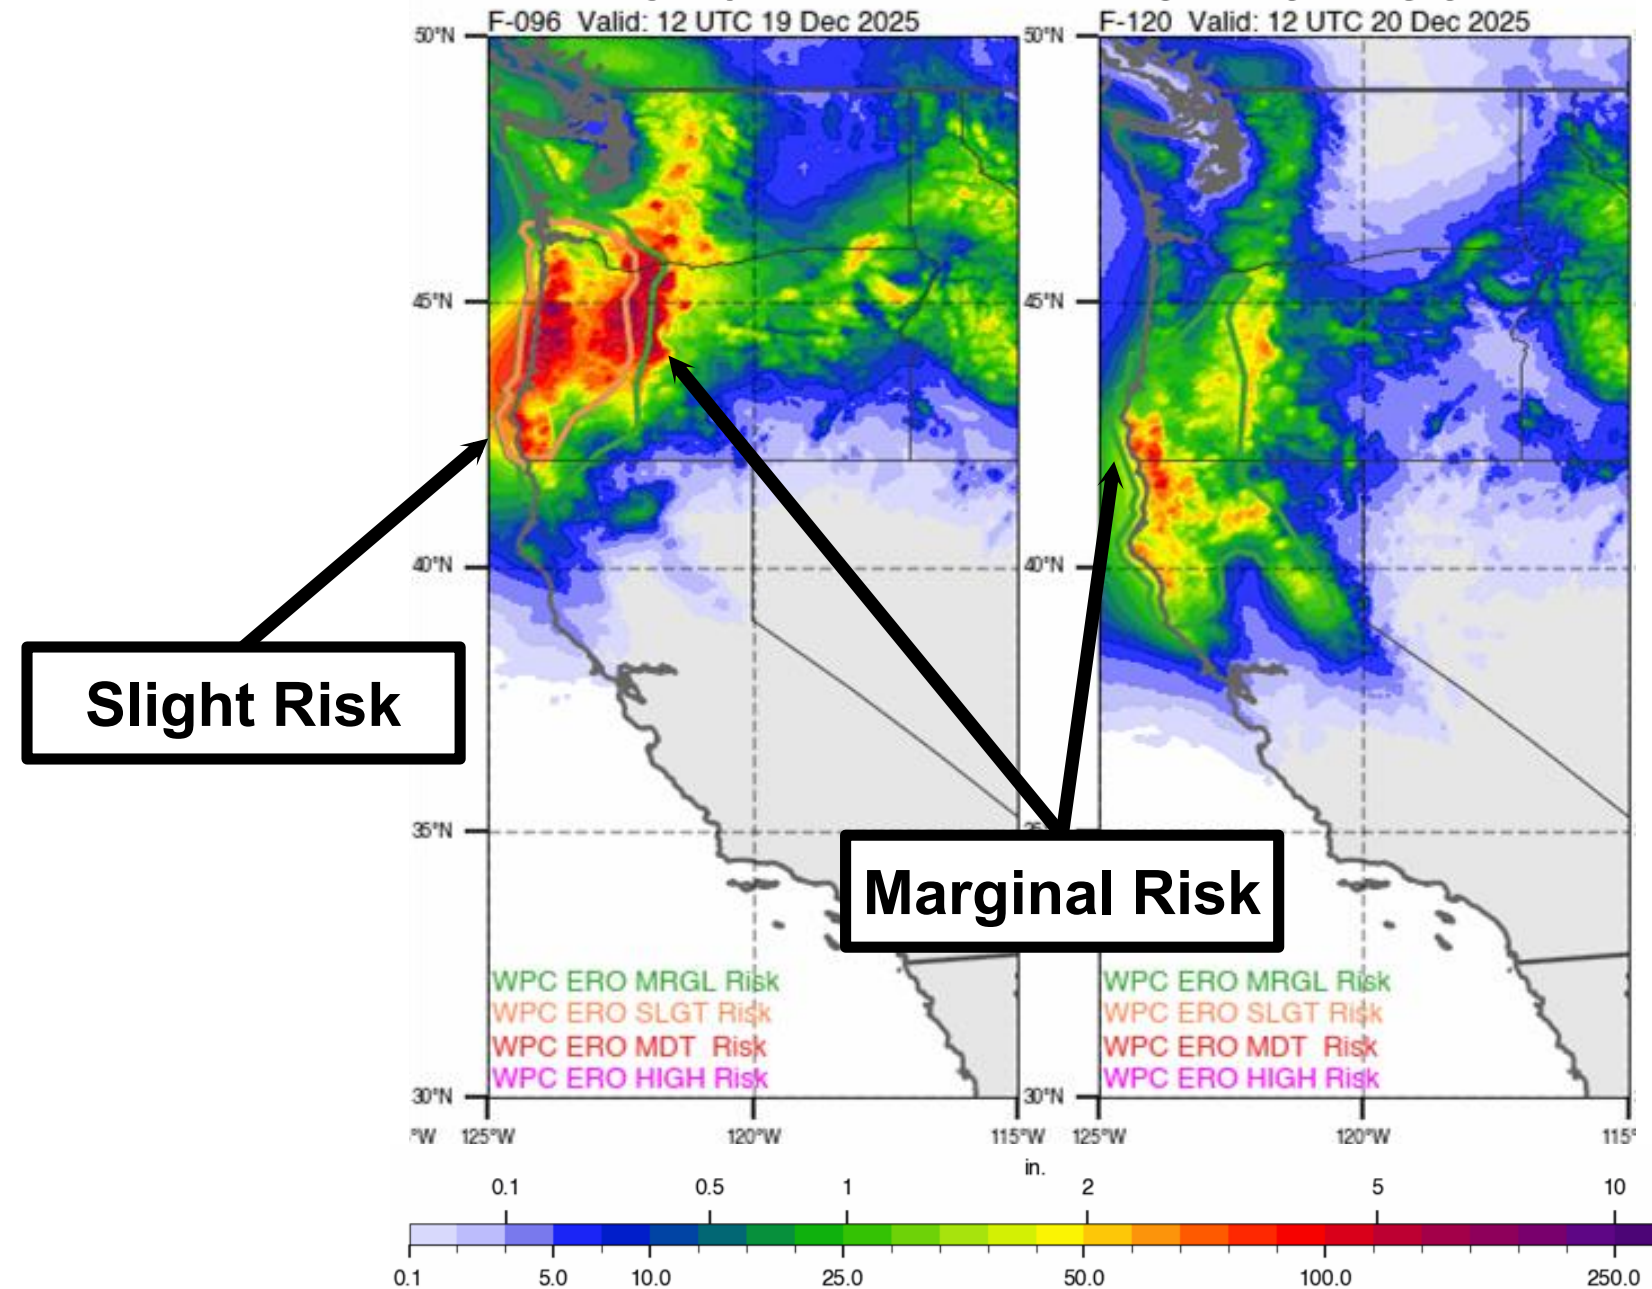 F-096 Valid: 12 UTC 19 Dec 2025
F-120 Valid: 12 UTC 20 Dec 2025
50°N
50°N
45°N
45°N
40°N
40°N
Slight Risk
35°N
Marginal Risk
WPC ERO MRGL Risk
WPC ERO SLGT Risk
WPC ERO MDT Risk
WPC ERO HIGH Risk
WPC ERO MRGL Risk
WPC ERO SLGT Risk
WPC ERO MDT Risk
WPC ERO HIGH Risk
30°N
30°N
°W 125°W 120°W 115°W 125°W 120°W 115°
in.
0.1 0.5 1 2 5 10
0.1 5.0 10.0 25.0 50.0 100.0 250.0